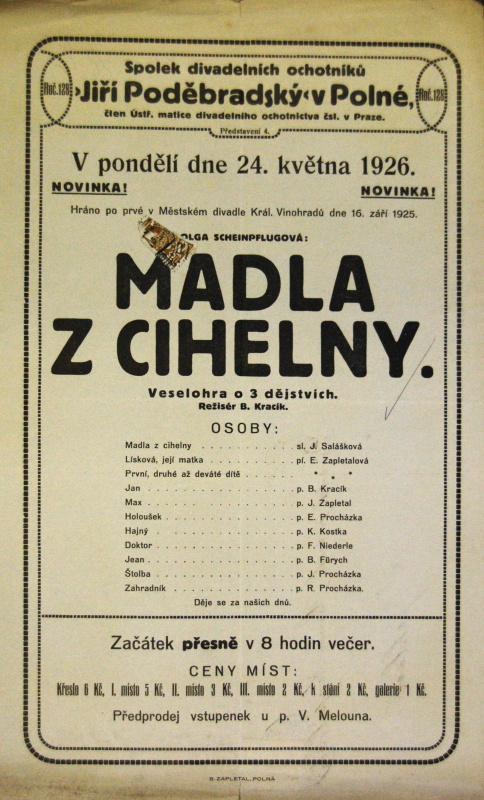 Spolek divadelních ochotníků
Roč. 128 ›Jiří Poděbradský‹ v Polné, Roč. 128
člen Ústř. matice divadelního ochotnictva čsl. v Praze.
Představení 4.
V pondělí dne 24. května 1926.
NOVINKA! NOVINKA!
Hráno po prvé v Městském divadle Král. Vinohradů dne 16. září 1925.
OLGA SCHEINPFLUGOVÁ:
MADLA
Z CIHELNY.
Veselohra o 3 dějstvích.
Režisér B. Kracík.
OSOBY:
Madla z cihelny . . . . . . . . . . . sl. J. Salášková
Lísková, její matka . . . . . . . . . . pí. E. Zapletalová
První, druhé až deváté dítě . . . . . . * * *
Jan . . . . . . . . . . . . . . . . p. B. Kracík
Max . . . . . . . . . . . . . . . . p. J. Zapletal
Holoušek . . . . . . . . . . . . . . p. E. Procházka
Hajný . . . . . . . . . . . . . . . p. K. Kostka
Doktor . . . . . . . . . . . . . . . p. F. Niederle
Jean . . . . . . . . . . . . . . . . p. B. Fürych
Štolba . . . . . . . . . . . . . . . p. J. Procházka
Zahradník . . . . . . . . . . . . . p. R. Procházka.
Děje se za našich dnů.
Začátek přesně v 8 hodin večer.
CENY MÍST:
Křeslo 6 Kč, I. místo 5 Kč, II. místo 3 Kč, III. místo 2 Kč, k stání 2 Kč, galerie 1 Kč.
Předprodej vstupenek u p. V. Melouna.
B. ZAPLETAL, POLNÁ